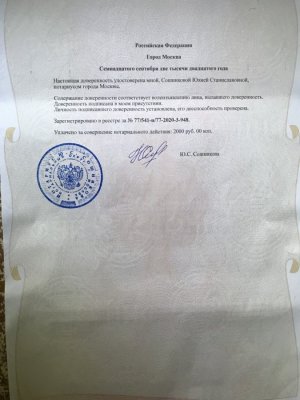 Российская Федерация
Город Москва
Семнадцатого сентября две тысячи двадцатого года
Настоящая доверенность удостоверена мной, Сошниковой Юлией Станиславовной,
нотариусом города Москвы.
Содержание доверенности соответствует волеизъявлению лица, выдавшего доверенность.
Доверенность подписана в моем присутствии.
Личность подписавшего доверенность установлена, его дееспособность проверена.
Зарегистрировано в реестре за № 77/541-н/77-2020-3-948.
Уплачено за совершение нотариального действия: 2000 руб. 00 коп.
Ю.С. Сошникова